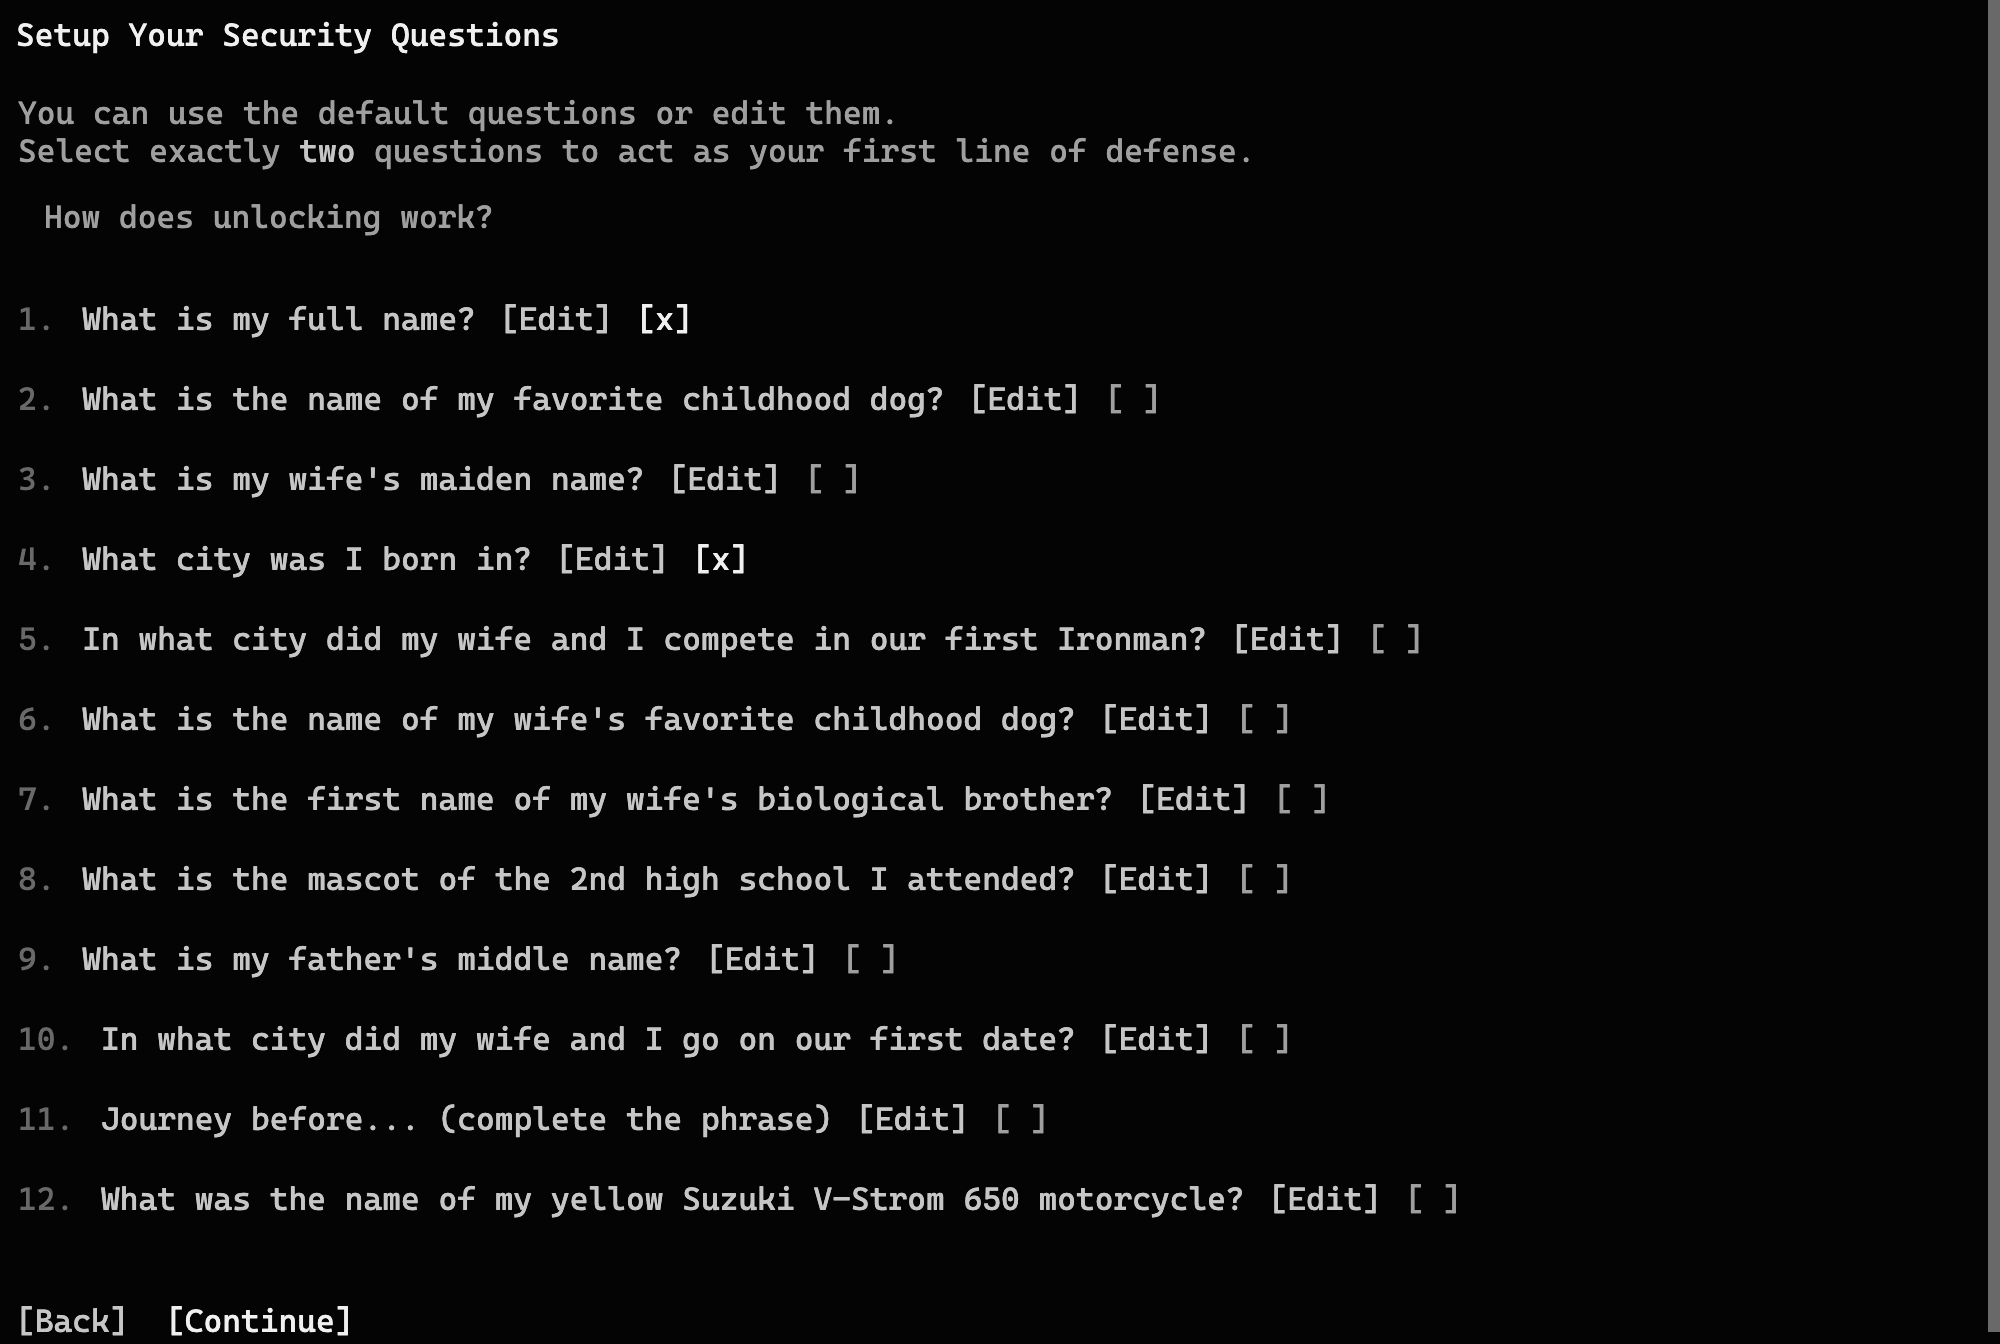 Setup Your Security Questions
You can use the default questions or edit them.
Select exactly two questions to act as your first line of defense.
How does unlocking work?
1. What is my full name? [Edit] [x]
2. What is the name of my favorite childhood dog? [Edit] [ ]
3. What is my wife's maiden name? [Edit] [ ]
4. What city was I born in? [Edit] [x]
5. In what city did my wife and I compete in our first Ironman? [Edit] [ ]
6. What is the name of my wife's favorite childhood dog? [Edit] [ ]
7. What is the first name of my wife's biological brother? [Edit] [ ]
8. What is the mascot of the 2nd high school I attended? [Edit] [ ]
9. What is my father's middle name? [Edit] [ ]
10. In what city did my wife and I go on our first date? [Edit] [ ]
11. Journey before... (complete the phrase) [Edit] [ ]
12. What was the name of my yellow Suzuki V-Strom 650 motorcycle? [Edit] [ ]
[Back] [Continue]